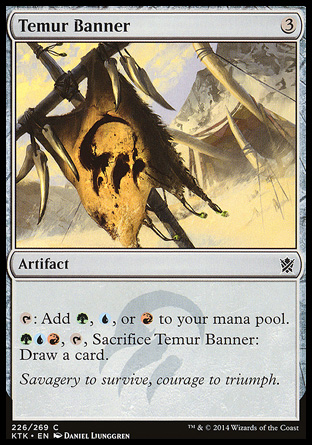 Temur Banner 3
Artifact
: Add , , or to your mana pool.
, , Sacrifice Temur Banner:
Draw a card.
Savagery to survive, courage to triumph.
226/269 C
KTK • EN Daniel Ljunggren
™ & © 2014 Wizards of the Coast